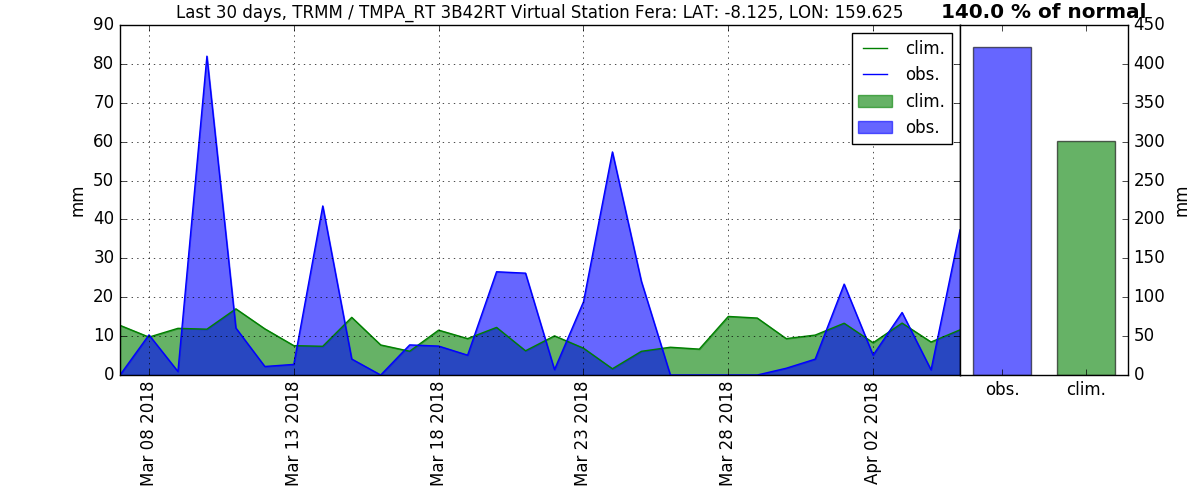 Last 30 days, TRMM / TMPA_RT 3B42RT Virtual Station Fera: LAT: -8.125, LON: 159.625
140.0 % of normal
90
80
70
60
50
40
30
20
10
0
mm
clim.
obs.
clim.
obs.
Mar 08 2018
Mar 13 2018
Mar 18 2018
Mar 23 2018
Mar 28 2018
Apr 02 2018
450
400
350
300
250
200
150
100
50
0
mm
obs.
clim.